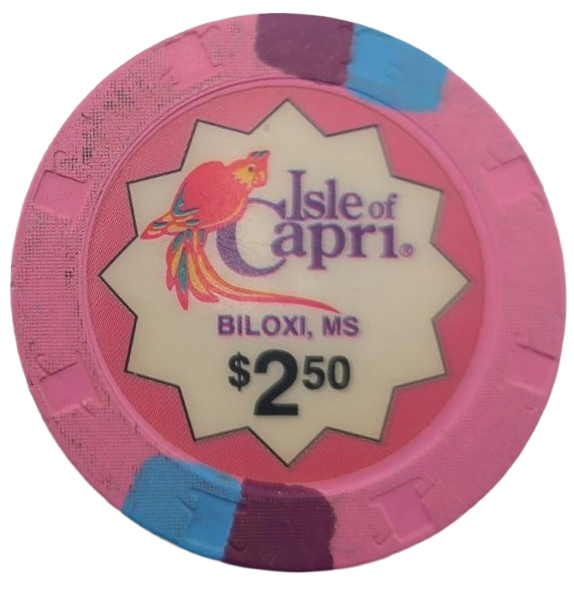 Isle of
Capri®
BILOXI, MS
$2.50